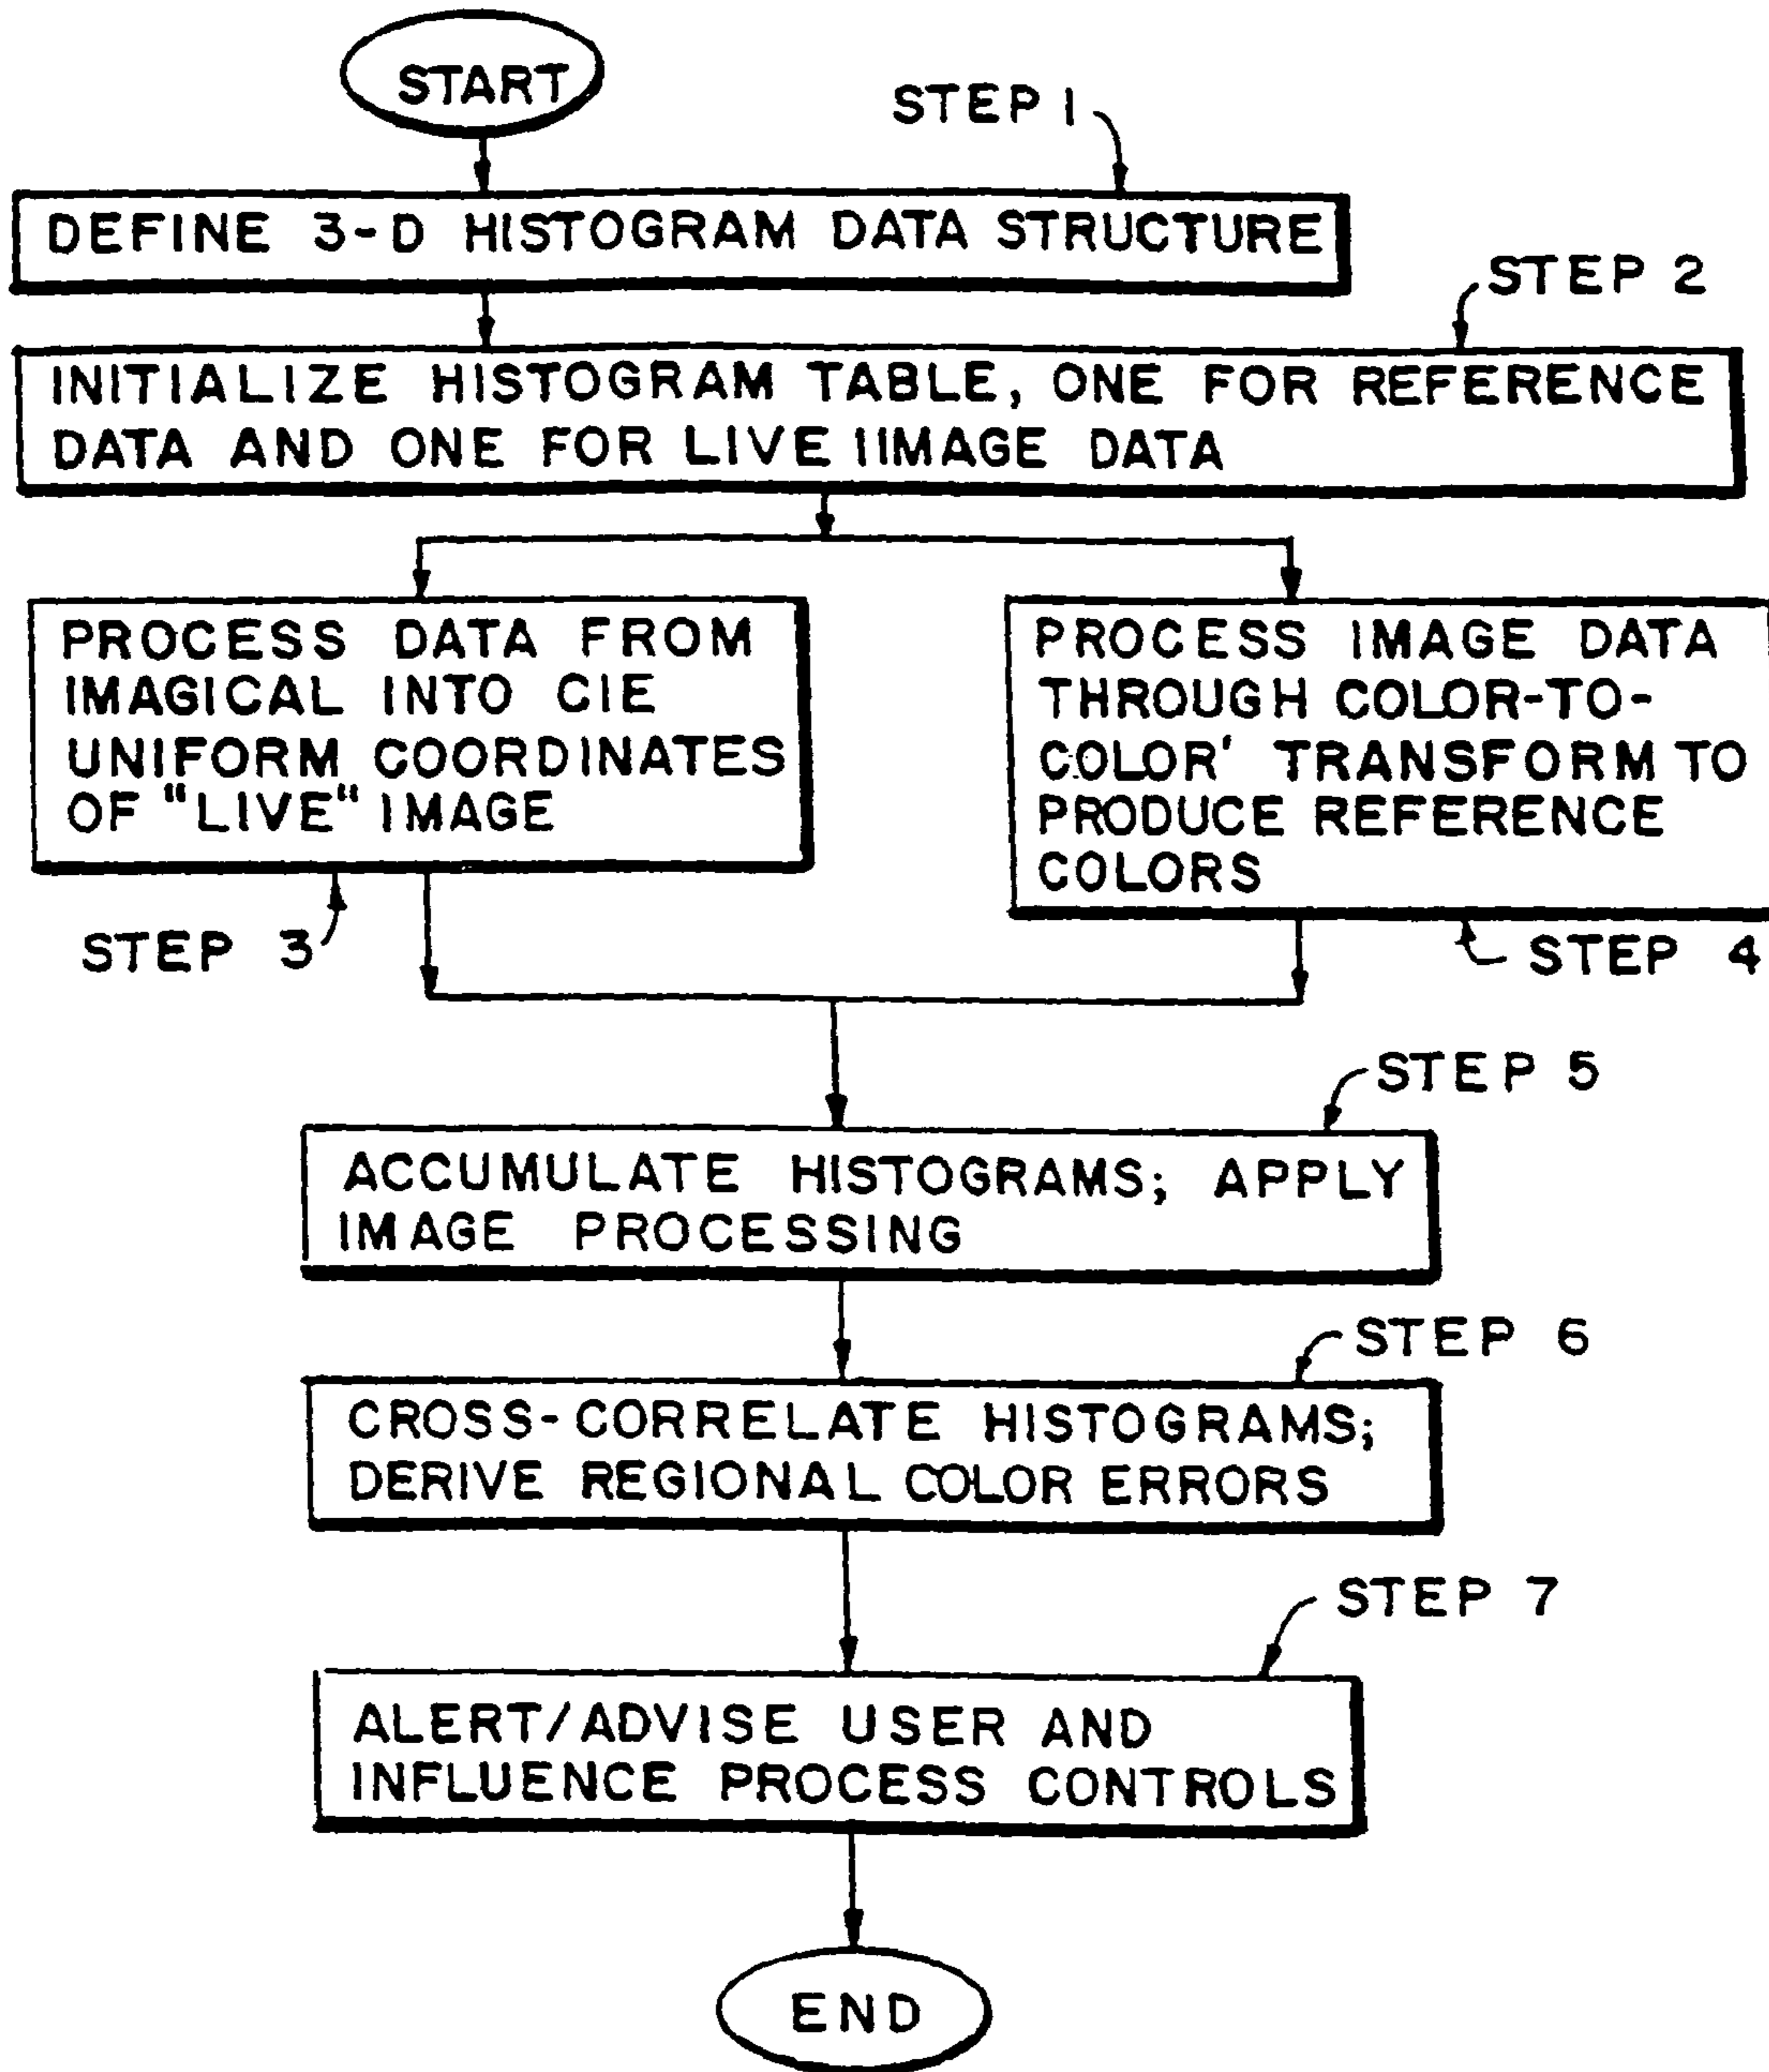 START
STEP 1
DEFINE 3-D HISTOGRAM DATA STRUCTURE
STEP 2
INITIALIZE HISTOGRAM TABLE, ONE FOR REFERENCE
DATA AND ONE FOR LIVE IIMAGE DATA
PROCESS DATA FROM
IMAGICAL INTO CIE
UNIFORM COORDINATES
OF "LIVE" IMAGE
STEP 3
PROCESS IMAGE DATA
THROUGH COLOR-TO-
COLOR' TRANSFORM TO
PRODUCE REFERENCE
COLORS
STEP 4
STEP 5
ACCUMULATE HISTOGRAMS; APPLY
IMAGE PROCESSING
STEP 6
CROSS-CORRELATE HISTOGRAMS;
DERIVE REGIONAL COLOR ERRORS
STEP 7
ALERT/ADVISE USER AND
INFLUENCE PROCESS CONTROLS
END